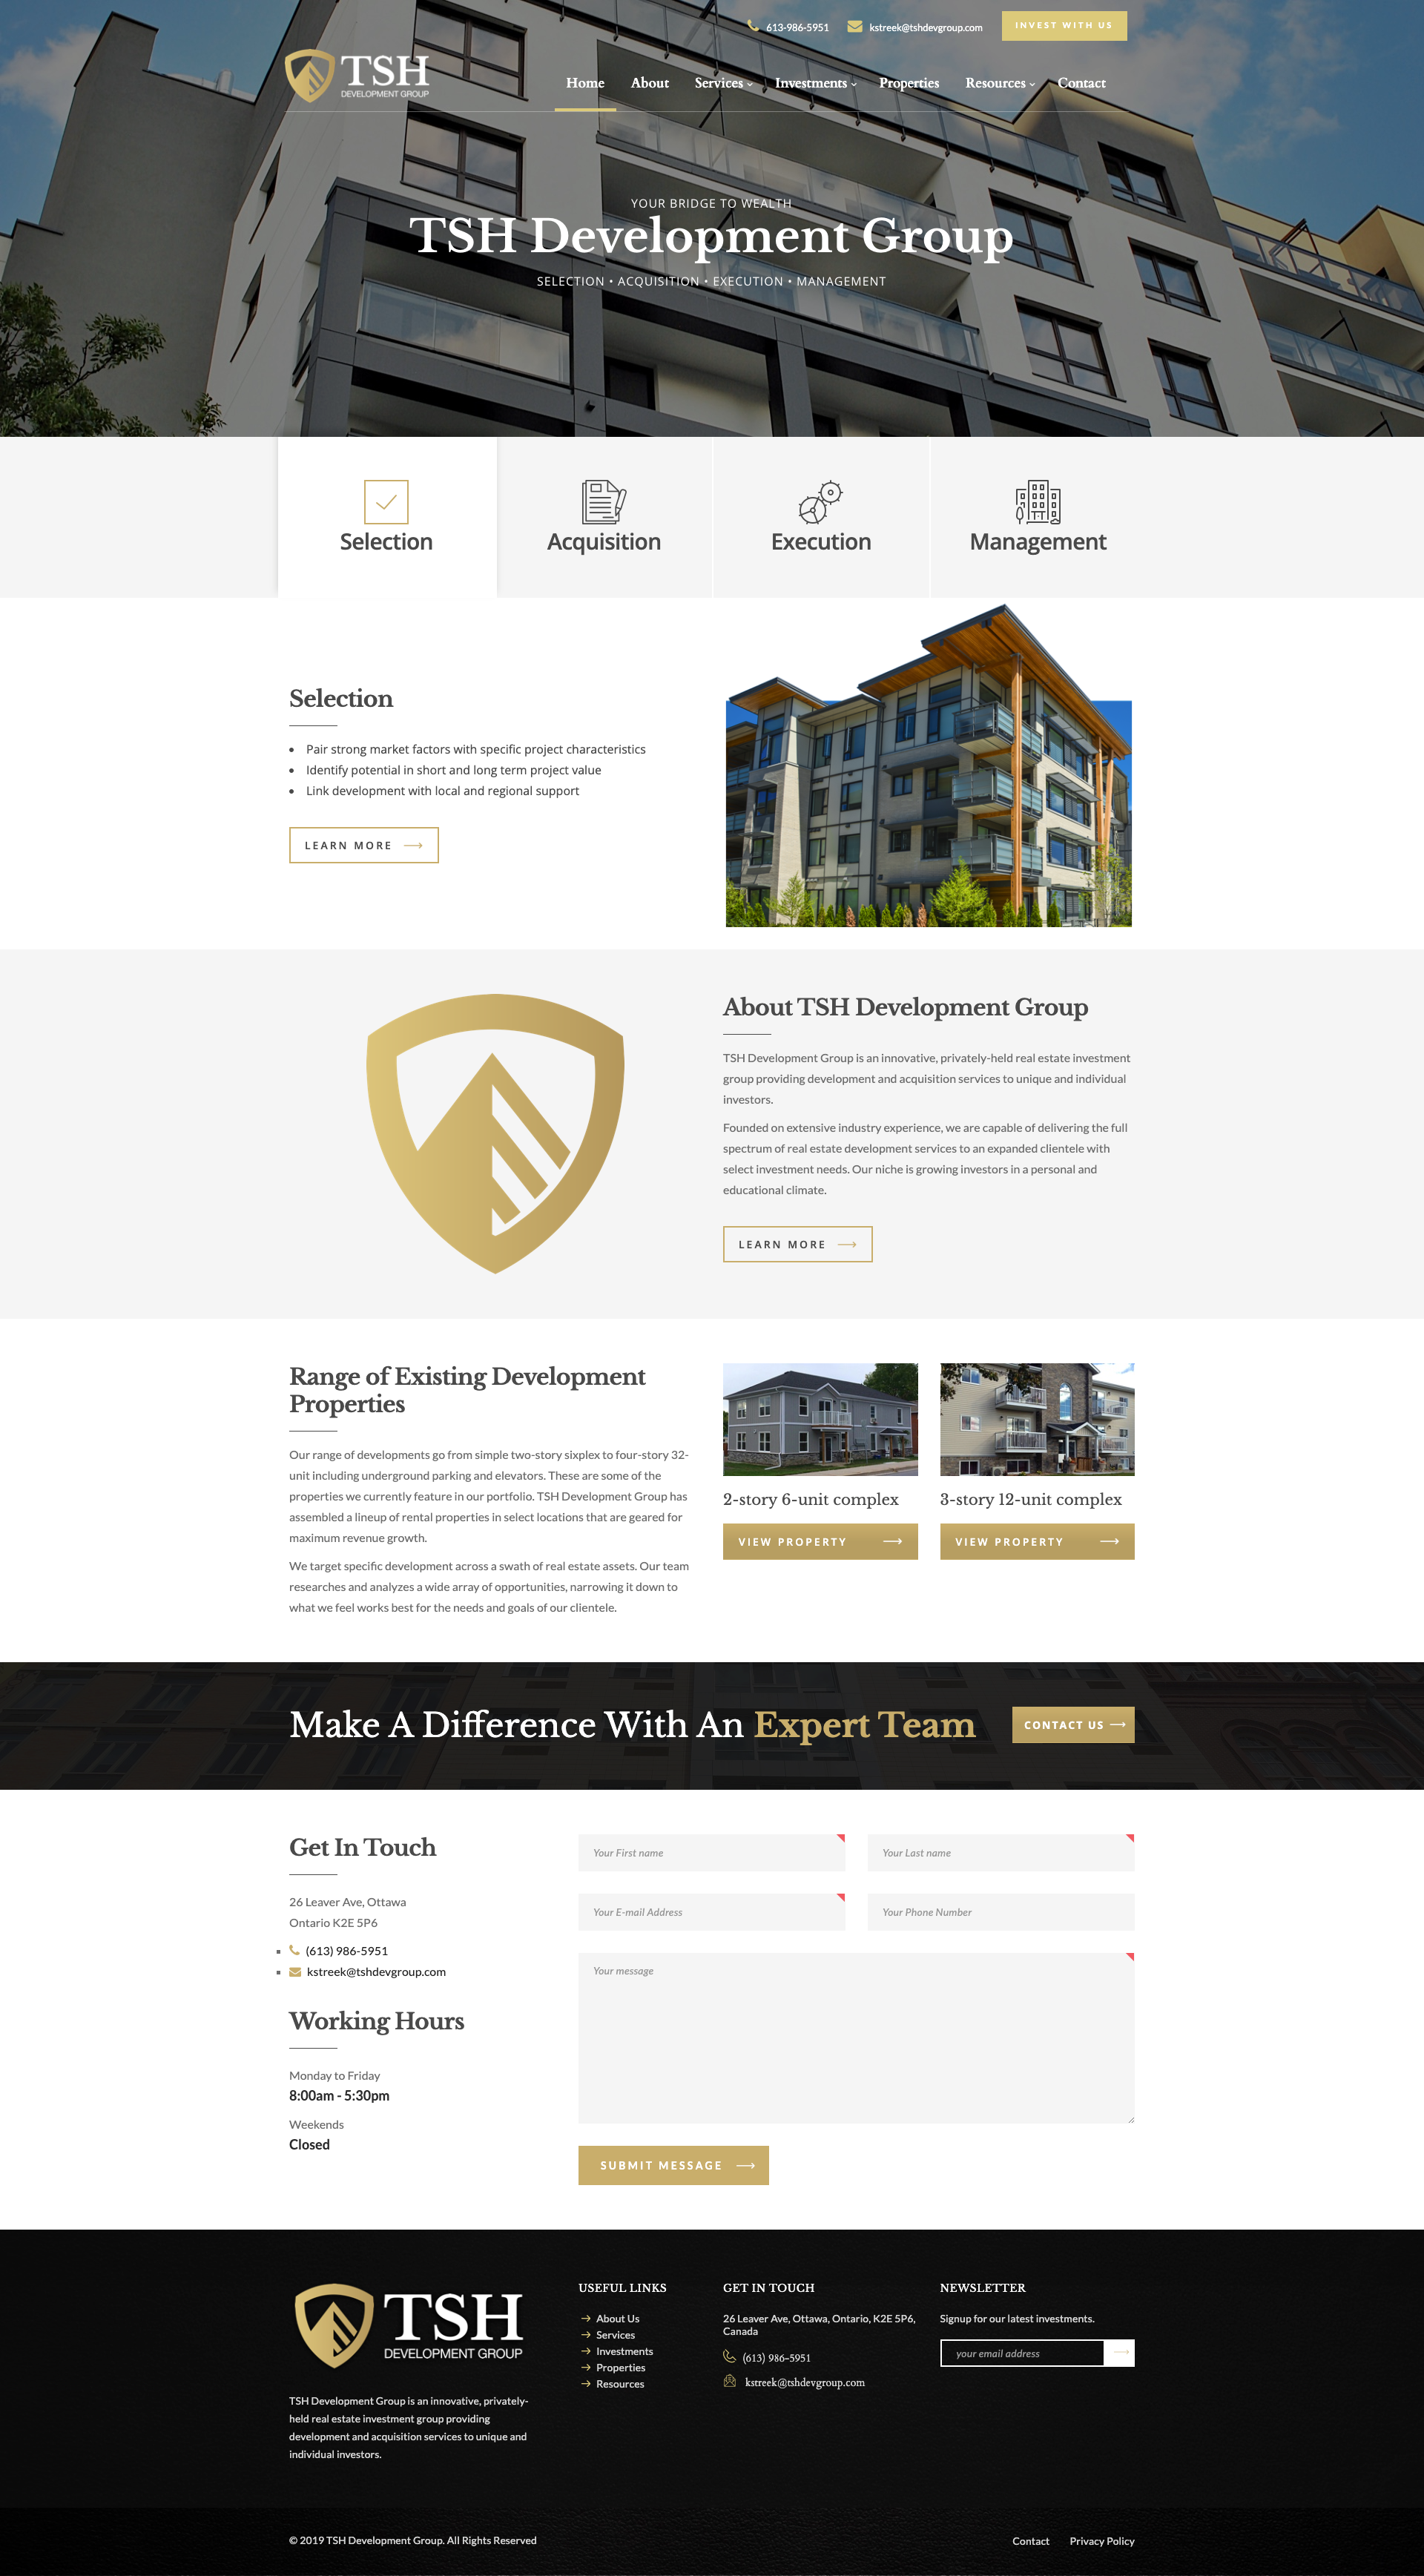 613-986-5951
kstreek@tshdevgroup.com
INVEST WITH US
TSH
DEVELOPMENT GROUP
Home
About
Services
Investments
Properties
Resources
Contact
YOUR BRIDGE TO WEALTH
TSH Development Group
SELECTION • ACQUISITION • EXECUTION • MANAGEMENT
Selection
Acquisition
Execution
Management
Selection
• Pair strong market factors with specific project characteristics
• Identify potential in short and long term project value
• Link development with local and regional support
LEARN MORE
About TSH Development Group
TSH Development Group is an innovative, privately-held real estate investment
group providing development and acquisition services to unique and individual
investors.
Founded on extensive industry experience, we are capable of delivering the full
spectrum of real estate development services to an expanded clientele with
select investment needs. Our niche is growing investors in a personal and
educational climate.
LEARN MORE
Range of Existing Development
Properties
Our range of developments go from simple two-story sixplex to four-story 32-
unit including underground parking and elevators. These are some of the
properties we currently feature in our portfolio. TSH Development Group has
assembled a lineup of rental properties in select locations that are geared for
maximum revenue growth.
We target specific development across a swath of real estate assets. Our team
researches and analyzes a wide array of opportunities, narrowing it down to
what we feel works best for the needs and goals of our clientele.
2-story 6-unit complex
VIEW PROPERTY
3-story 12-unit complex
VIEW PROPERTY
Make A Difference With An Expert Team
CONTACT US
Get In Touch
26 Leaver Ave, Ottawa
Ontario K2E 5P6
(613) 986-5951
kstreek@tshdevgroup.com
Working Hours
Monday to Friday
8:00am - 5:30pm
Weekends
Closed
Your First name
Your Last name
Your E-mail Address
Your Phone Number
Your message
SUBMIT MESSAGE
TSH
DEVELOPMENT GROUP
TSH Development Group is an innovative, privately-
held real estate investment group providing
development and acquisition services to unique and
individual investors.
USEFUL LINKS
About Us
Services
Investments
Properties
Resources
GET IN TOUCH
26 Leaver Ave, Ottawa, Ontario, K2E 5P6,
Canada
(613) 986-5951
kstreek@tshdevgroup.com
NEWSLETTER
Signup for our latest investments.
your email address
© 2019 TSH Development Group. All Rights Reserved
Contact
Privacy Policy